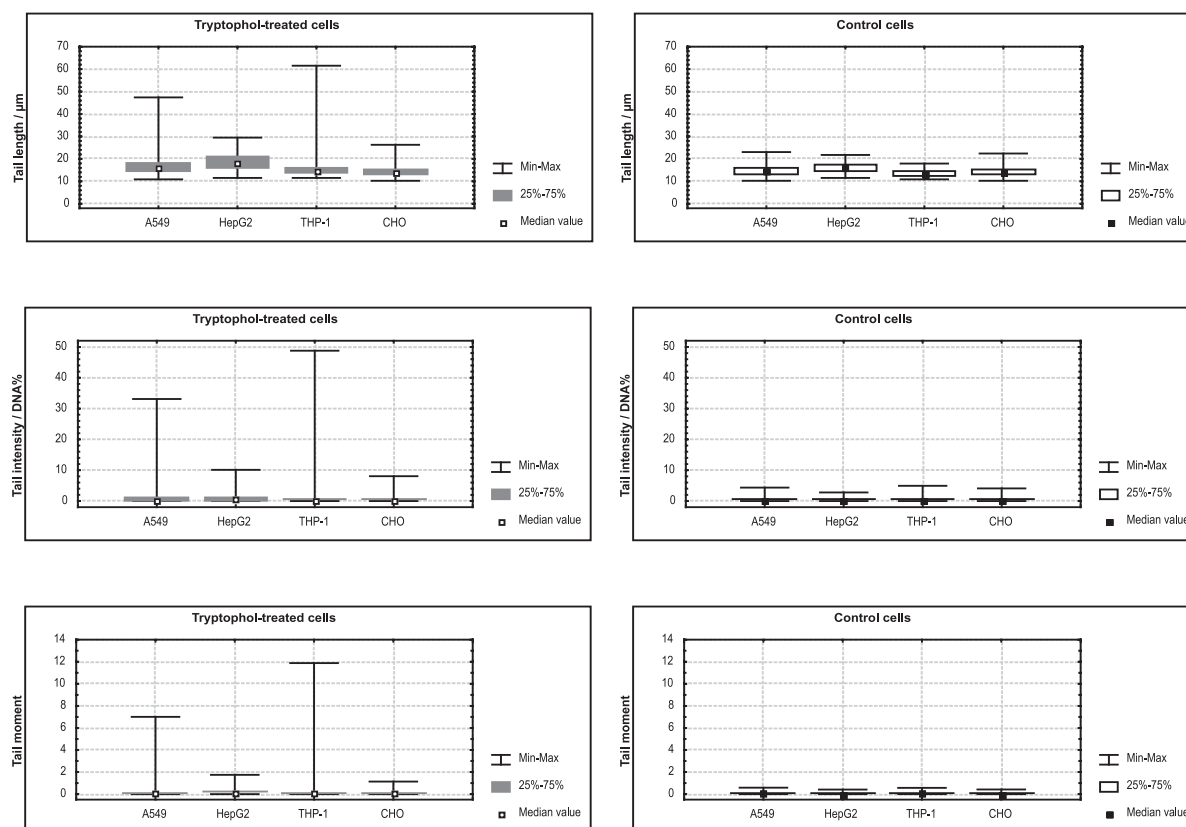 Tryptophol-treated cells
Tail length / µm
70
60
50
40
30
20
10
0
A549 HepG2 THP-1 CHO
Min-Max
25%-75%
Median value
Control cells
Tail length / µm
70
60
50
40
30
20
10
0
A549 HepG2 THP-1 CHO
Min-Max
25%-75%
Median value
Tryptophol-treated cells
Tail intensity / DNA%
50
40
30
20
10
0
A549 HepG2 THP-1 CHO
Min-Max
25%-75%
Median value
Control cells
Tail intensity / DNA%
50
40
30
20
10
0
A549 HepG2 THP-1 CHO
Min-Max
25%-75%
Median value
Tryptophol-treated cells
Tail moment
14
12
10
8
6
4
2
0
A549 HepG2 THP-1 CHO
Min-Max
25%-75%
Median value
Control cells
Tail moment
14
12
10
8
6
4
2
0
A549 HepG2 THP-1 CHO
Min-Max
25%-75%
Median value